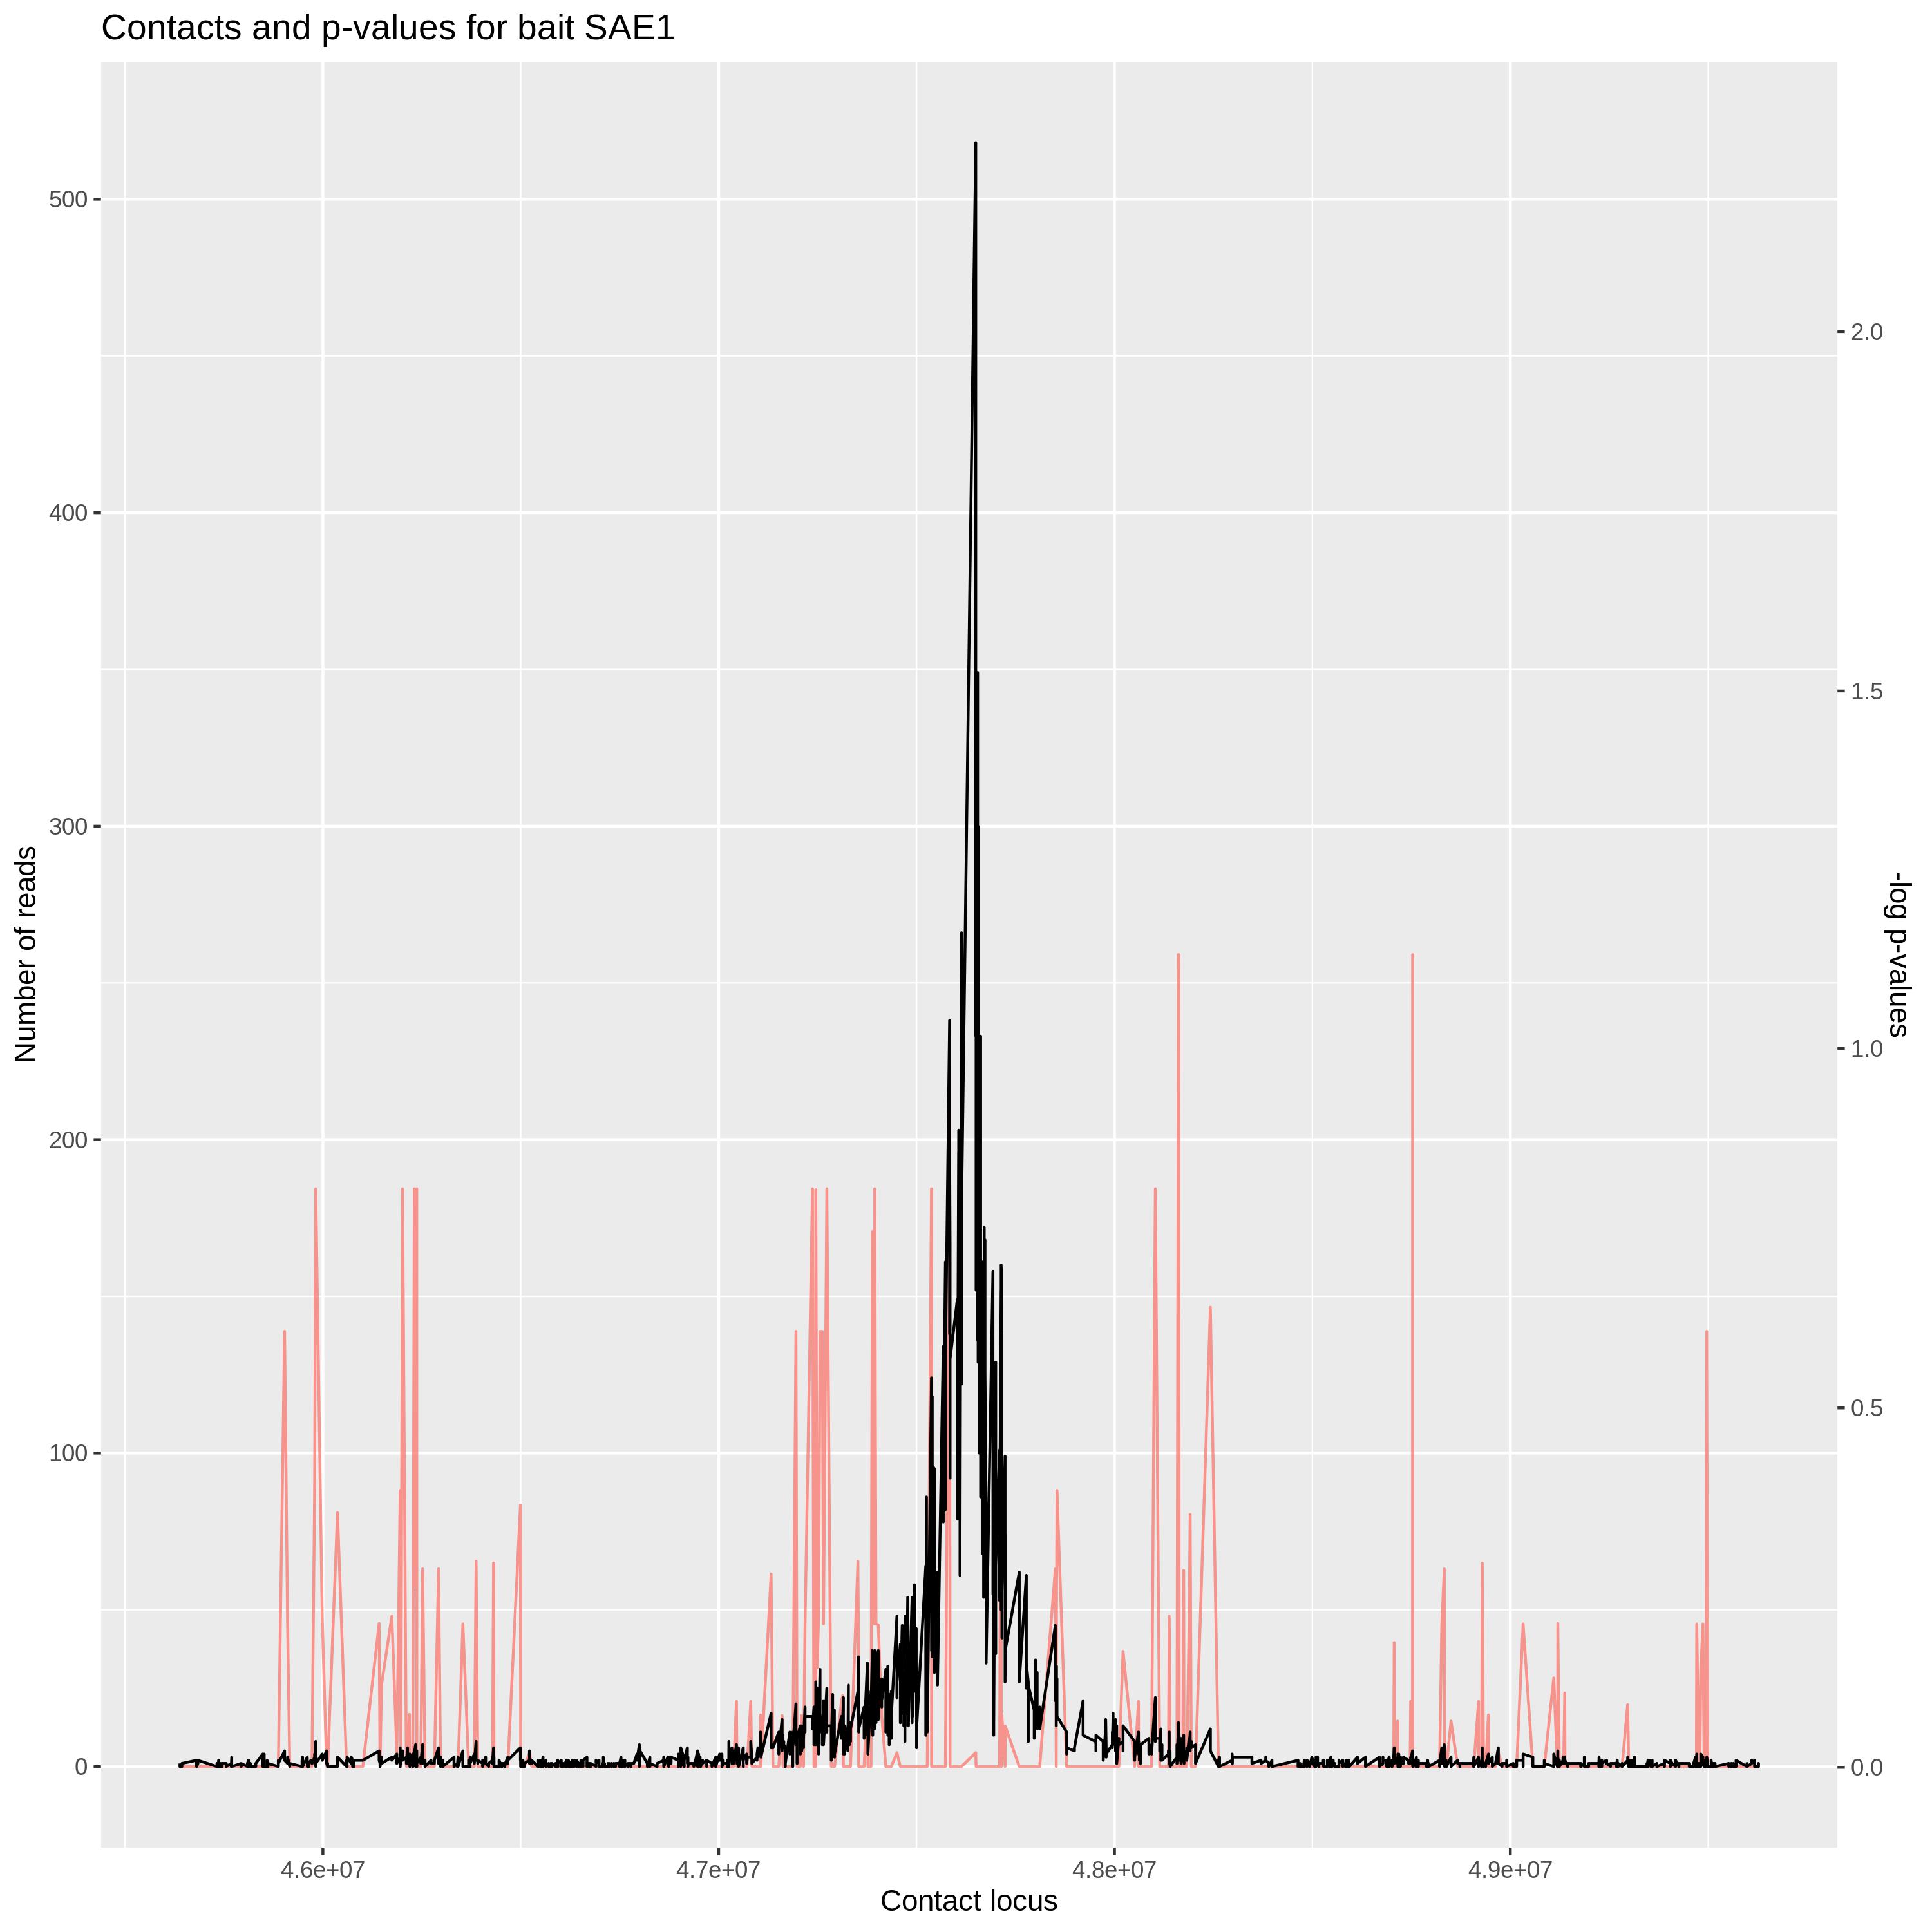 Contacts and p-values for bait SAE1
500
400
300
200
100
0
Number of reads
2.0
1.5
1.0
0.5
0.0
-log p-values
4.6e+07 4.7e+07 4.8e+07 4.9e+07
Contact locus